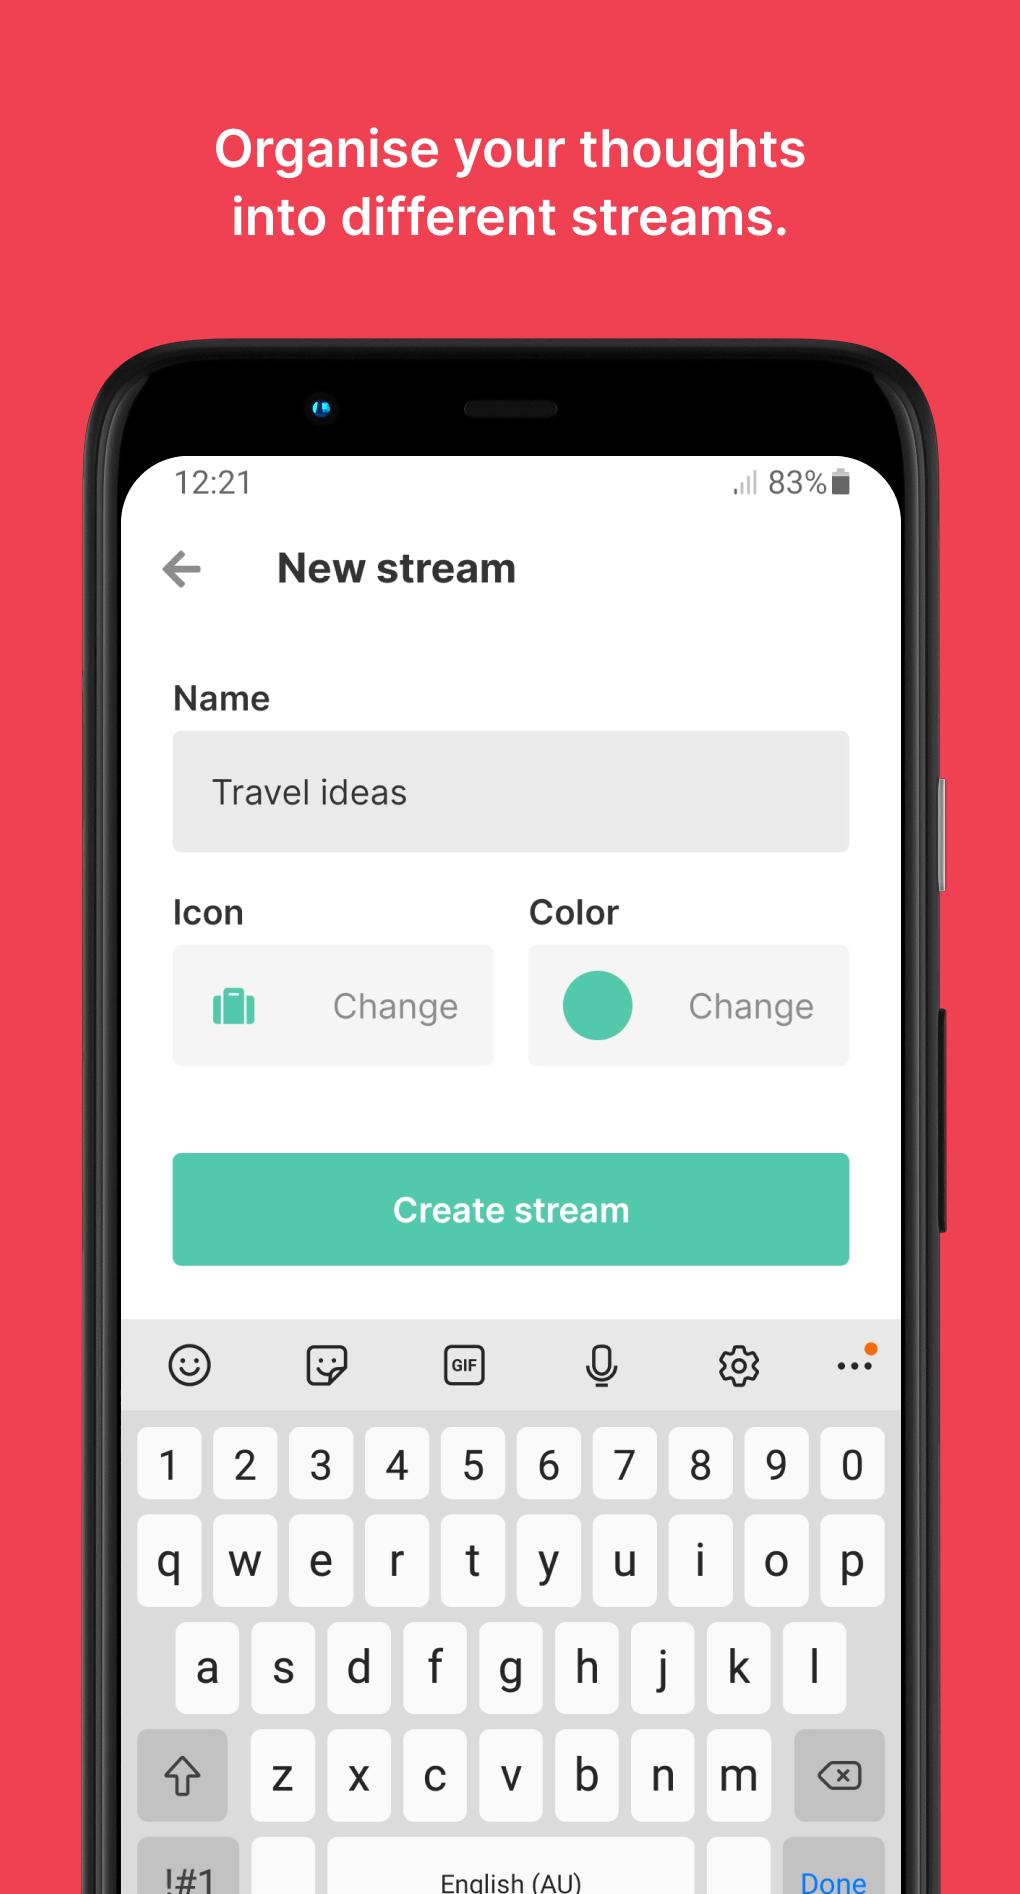 Organise your thoughts
into different streams.
12:21 83%
New stream
Name
Travel ideas
Icon Color
Change Change
Create stream
GIF
1 2 3 4 5 6 7 8 9 0
q w e r t y u i o p
a s d f g h j k l
z x c v b n m
!#1 English (AU) Done